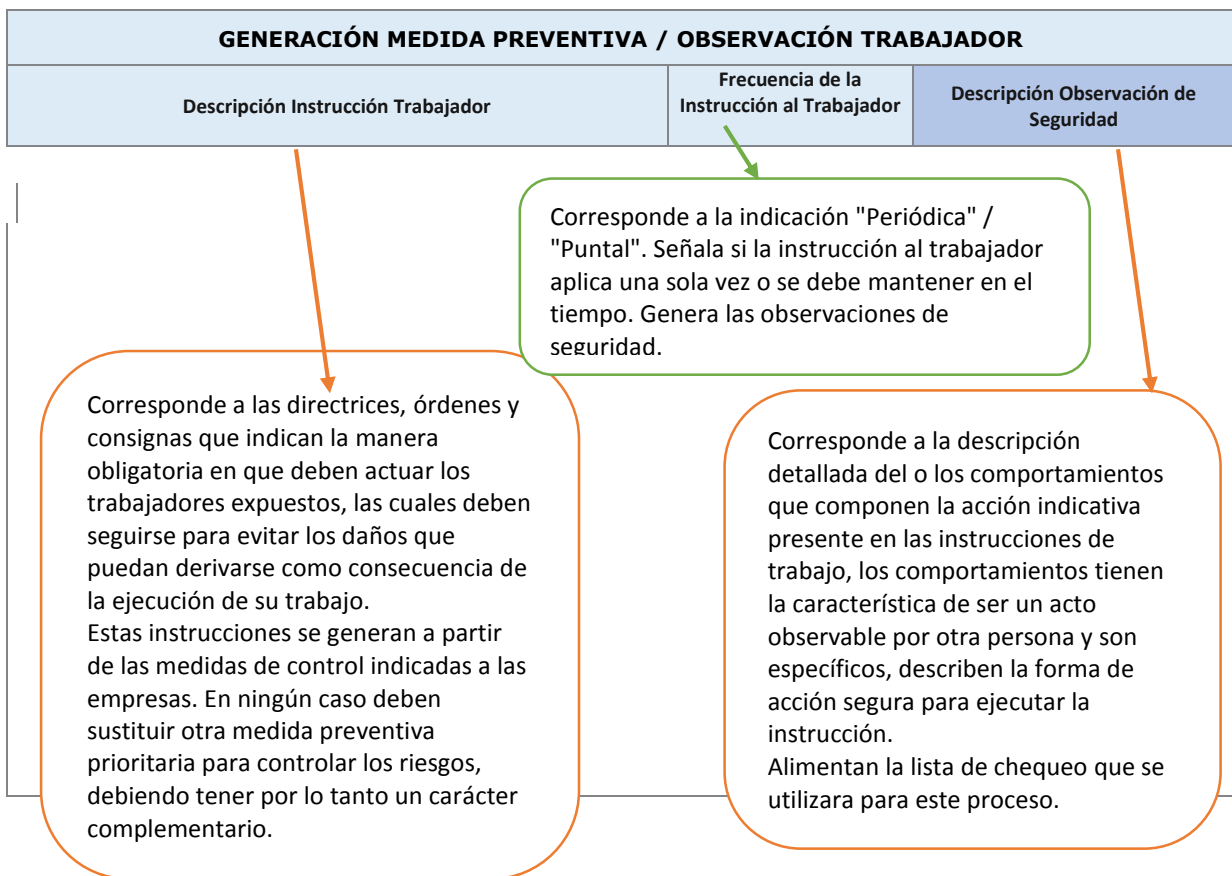 GENERACIÓN MEDIDA PREVENTIVA / OBSERVACIÓN TRABAJADOR
Descripción Instrucción Trabajador
Frecuencia de la
Instrucción al Trabajador
Descripción Observación de
Seguridad
Corresponde a la indicación "Periódica" /
"Puntal". Señala si la instrucción al trabajador
aplica una sola vez o se debe mantener en el
tiempo. Genera las observaciones de
seguridad.
Corresponde a las directrices, órdenes y
consignas que indican la manera
obligatoria en que deben actuar los
trabajadores expuestos, las cuales deben
seguirse para evitar los daños que
puedan derivarse como consecuencia de
la ejecución de su trabajo.
Estas instrucciones se generan a partir
de las medidas de control indicadas a las
empresas. En ningún caso deben
sustituir otra medida preventiva
prioritaria para controlar los riesgos,
debiendo tener por lo tanto un carácter
complementario.
Corresponde a la descripción
detallada del o los comportamientos
que componen la acción indicativa
presente en las instrucciones de
trabajo, los comportamientos tienen
la característica de ser un acto
observable por otra persona y son
específicos, describen la forma de
acción segura para ejecutar la
instrucción.
Alimentan la lista de chequeo que se
utilizara para este proceso.